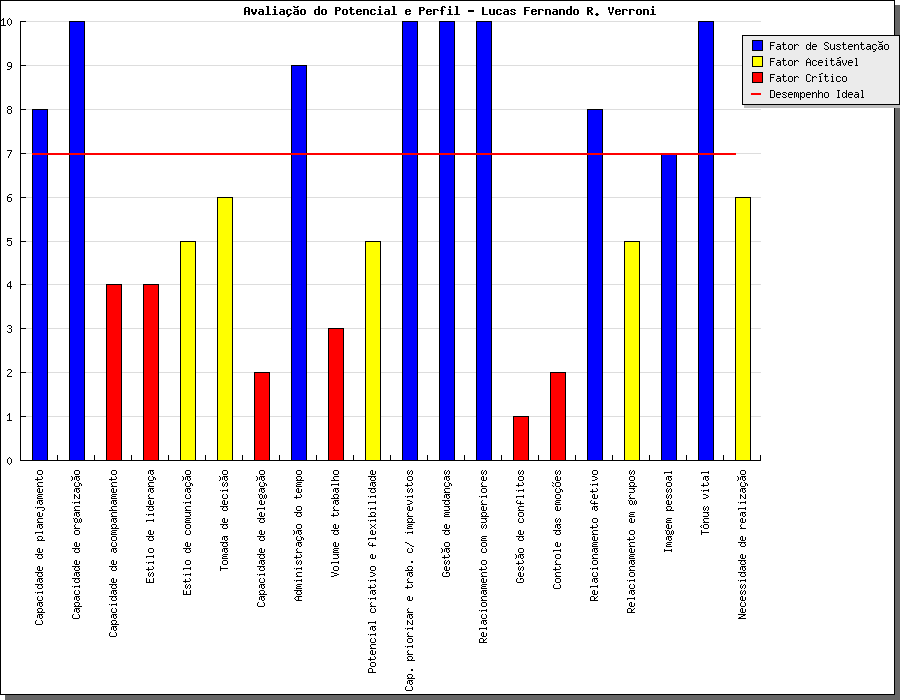 Avaliação do Potencial e Perfil - Lucas Fernando R. Verroni
10
9
8
7
6
5
4
3
2
1
0
Fator de Sustentação
Fator Aceitável
Fator Crítico
Desempenho Ideal
Capacidade de planejamento
Capacidade de organização
Capacidade de acompanhamento
Estilo de liderança
Estilo de comunicação
Tomada de decisão
Capacidade de delegação
Administração do tempo
Volume de trabalho
Potencial criativo e flexibilidade
Cap. priorizar e trab. c/ imprevistos
Gestão de mudanças
Relacionamento com superiores
Gestão de conflitos
Controle das emoções
Relacionamento afetivo
Relacionamento em grupos
Imagem pessoal
Tônus vital
Necessidade de realização